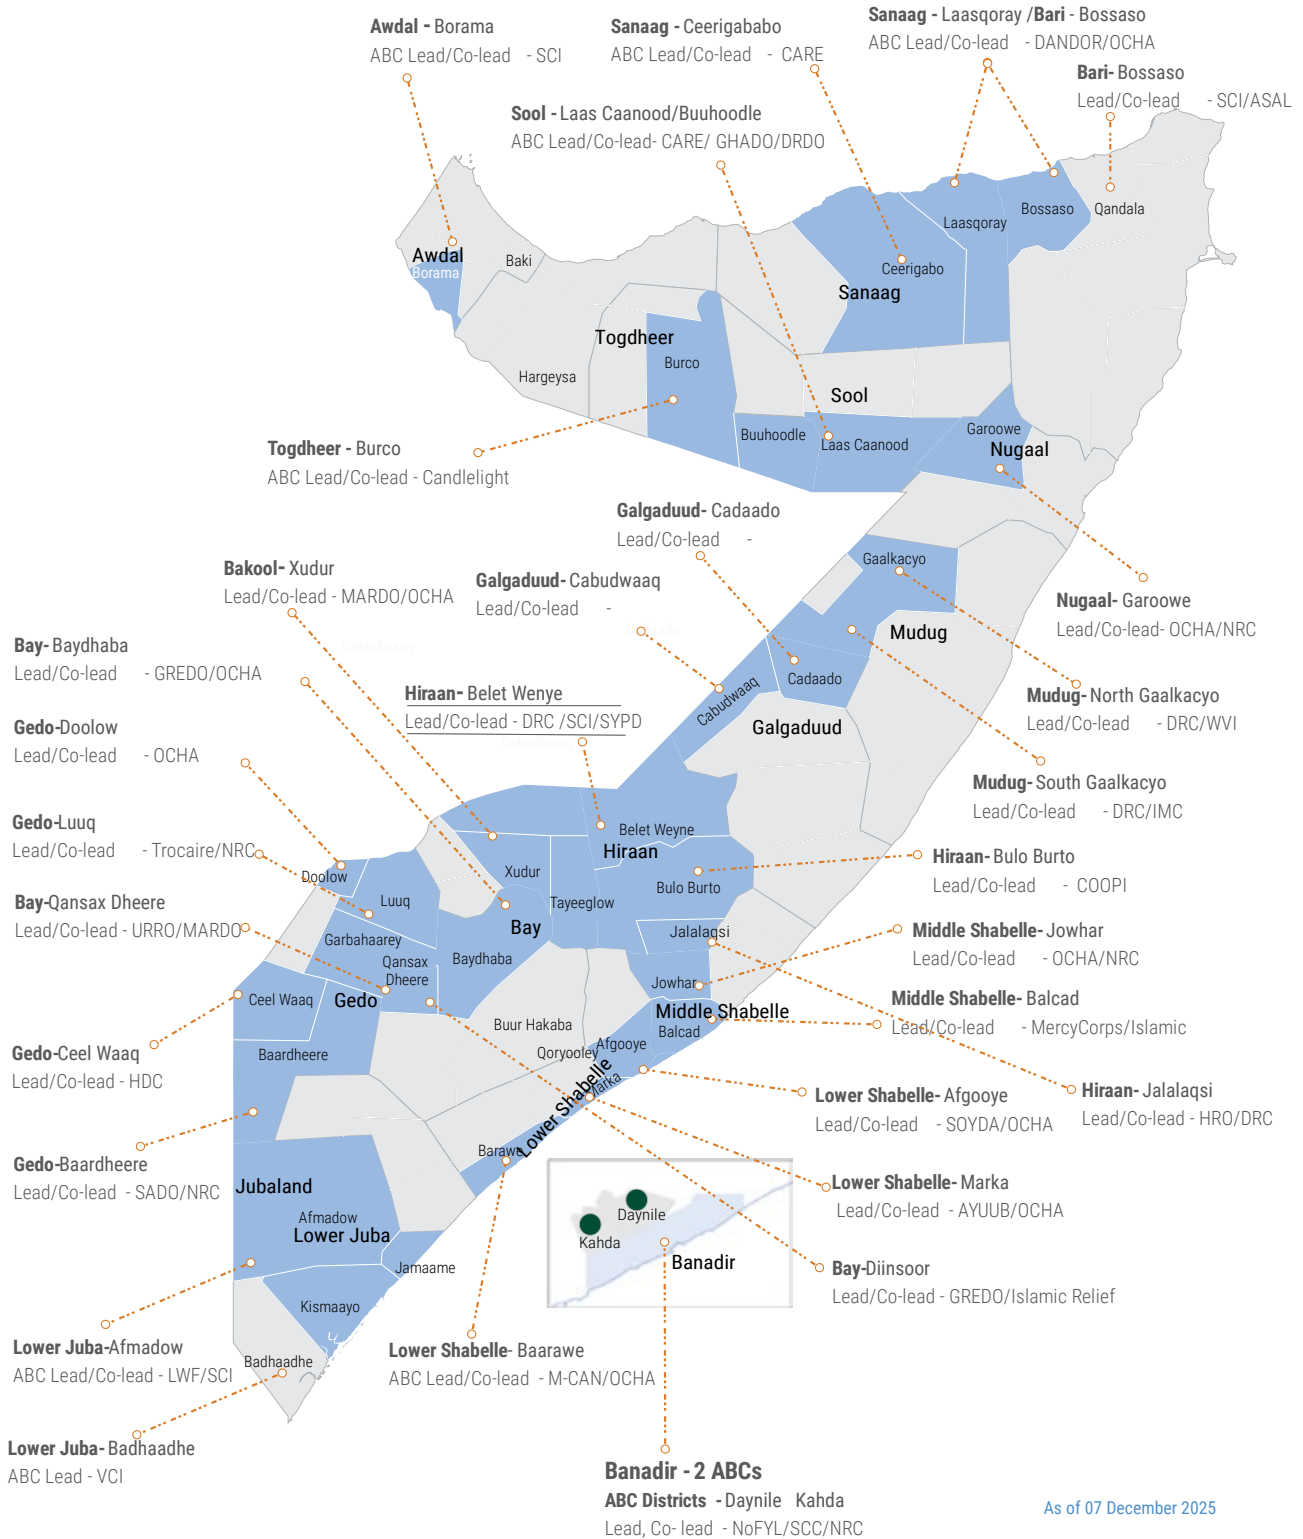 Awdal - Borama
ABC Lead/Co-lead - SCI
Sanaag - Ceerigababo
ABC Lead/Co-lead - CARE
Sanaag - Laasqoray /Bari - Bossaso
ABC Lead/Co-lead - DANDOR/OCHA
Bari- Bossaso
Lead/Co-lead - SCI/ASAL
Sool - Laas Caanood/Buuhoodle
ABC Lead/Co-lead- CARE/ GHADO/DRDO
Laasqoray
Bossaso
Qandala
Awdal
Borama
Baki
Ceerigabo
Sanaag
Togdheer
Burco
Hargeysa
Sool
Buuhoodle
Laas Caanood
Garoowe
Nugaal
Togdheer - Burco
ABC Lead/Co-lead - Candlelight
Galgaduud- Cadaado
Lead/Co-lead -
Bakool- Xudur
Lead/Co-lead - MARDO/OCHA
Galgaduud- Cabudwaaq
Lead/Co-lead -
Gaalkacyo
Nugaal- Garoowe
Lead/Co-lead- OCHA/NRC
Cadaado
Cabudwaaq
Mudug
Bay- Baydhaba
Lead/Co-lead - GREDO/OCHA
Hiraan- Belet Wenye
Lead/Co-lead - DRC /SCI/SYPD
Cabudwaaq
Cadaado
Cabudwaaq
Galgaduud
Mudug- North Gaalkacyo
Lead/Co-lead - DRC/WVI
Gedo-Doolow
Lead/Co-lead - OCHA
Mudug- South Gaalkacyo
Lead/Co-lead - DRC/IMC
Gedo-Luuq
Lead/Co-lead - Trocaire/NRC
Belet Weyne
Hiraan
Hiraan- Bulo Burto
Lead/Co-lead - COOPI
Doolow
Luuq
Xudur
Tayeeglow
Bulo Burto
Bay-Qansax Dheere
Lead/Co-lead - URRO/MARDO
Bay
Jalalaqsi
Garbahaarey
Qansax
Dheere
Baydhaba
Middle Shabelle- Jowhar
Lead/Co-lead - OCHA/NRC
Ceel Waaq
Gedo
Jowhar
Middle Shabelle
Middle Shabelle- Balcad
Lead/Co-lead - MercyCorps/Islamic
Buur Hakaba
Balcad
Gedo-Ceel Waaq
Lead/Co-lead - HDC
Baardheere
Qoryooley
Afgooye
Marka
Lower Shabelle
Lower Shabelle- Afgooye
Lead/Co-lead - SOYDA/OCHA
Hiraan- Jalalaqsi
Lead/Co-lead - HRO/DRC
Barawe
Gedo-Baardheere
Lead/Co-lead - SADO/NRC
Jubaland
Lower Shabelle- Marka
Lead/Co-lead - AYUUB/OCHA
Afmadow
Lower Juba
Daynile
Kahda
Banadir
Jamaame
Bay-Diinsoor
Lead/Co-lead - GREDO/Islamic Relief
Kismaayo
Lower Juba-Afmadow
ABC Lead/Co-lead - LWF/SCI
Badhaadhe
Lower Shabelle- Baarawe
ABC Lead/Co-lead - M-CAN/OCHA
Lower Juba- Badhaadhe
ABC Lead - VCI
Banadir - 2 ABCs
ABC Districts - Daynile Kahda
Lead, Co- lead - NoFYL/SCC/NRC
As of 07 December 2025